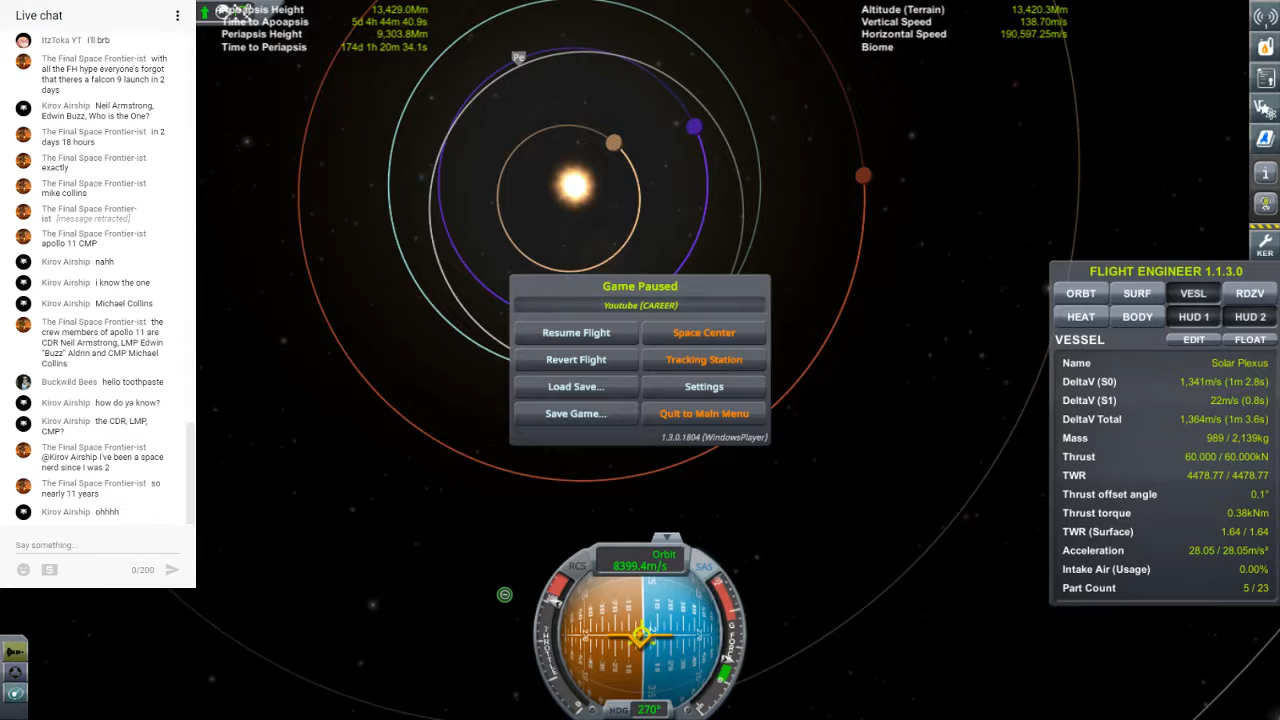 Live chat
ItzToka YT I'll brb
The Final Space Frontier-ist with
all the FH hype everyone's forgot
that theres a falcon 9 launch in 2
days
Kirov Airship Neil Armstrong,
Edwin Buzz, Who is the One?
The Final Space Frontier-ist in 2
days 18 hours
The Final Space Frontier-ist
exactly
The Final Space Frontier-ist
mike collins
The Final Space Frontier-
ist [message retracted]
The Final Space Frontier-ist
apollo 11 CMP
Kirov Airship nahh
Kirov Airship i know the one
Kirov Airship Michael Collins
The Final Space Frontier-ist the
crew members of apollo 11 are
CDR Neil Armstrong, LMP Edwin
"Buzz" Aldrin and CMP Michael
Collins
Buckwild Bees hello toothpaste
Kirov Airship how do ya know?
Kirov Airship the CDR, LMP,
CMP?
The Final Space Frontier-ist
@Kirov Airship I've been a space
nerd since I was 2
The Final Space Frontier-ist so
nearly 11 years
Kirov Airship ohhhh
Say something...
0/200
Apoapsis Height 13,429.0Mm
Time to Apoapsis 5d 4h 44m 40.9s
Periapsis Height 9,303.8Mm
Time to Periapsis 174d 1h 20m 34.1s
Altitude (Terrain) 13,420.3Mm
Vertical Speed 138.70m/s
Horizontal Speed 190,597.25m/s
Biome
Pe
Game Paused
Youtube (CAREER)
Resume Flight Space Center
Revert Flight Tracking Station
Load Save... Settings
Save Game... Quit to Main Menu
1.3.0.1804 (WindowsPlayer)
KER
FLIGHT ENGINEER 1.1.3.0
ORBT SURF VESL RDZV
HEAT BODY HUD 1 HUD 2
VESSEL EDIT FLOAT
Name Solar Plexus
DeltaV (S0) 1,341m/s (1m 2.8s)
DeltaV (S1) 22m/s (0.8s)
DeltaV Total 1,364m/s (1m 3.6s)
Mass 989 / 2,139kg
Thrust 60.000 / 60.000kN
TWR 4478.77 / 4478.77
Thrust offset angle 0.1°
Thrust torque 0.38kNm
TWR (Surface) 1.64 / 1.64
Acceleration 28.05 / 28.05m/s²
Intake Air (Usage) 0.00%
Part Count 5 / 23
Orbit
8399.4m/s
RCS
SAS
THROTTLE
HDG 270°